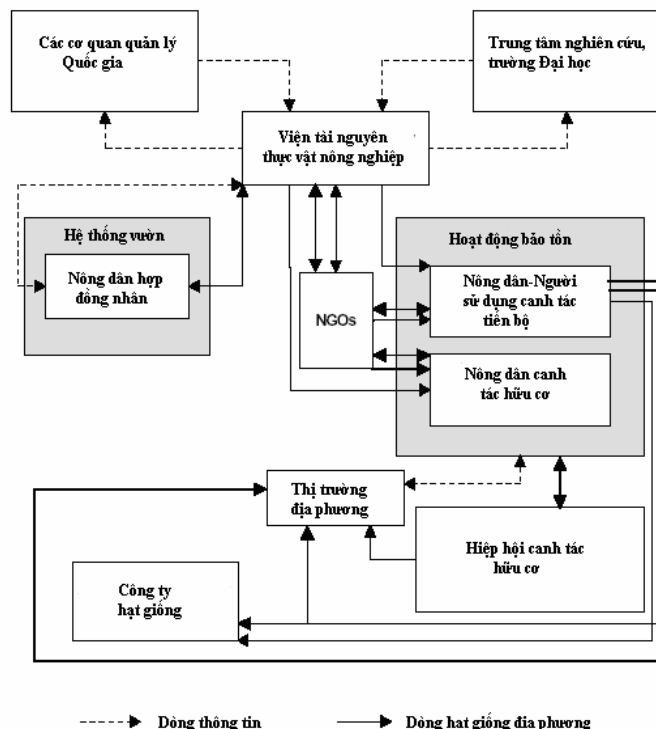 Các cơ quan quản lý
Quốc gia
Trung tâm nghiên cứu,
trường Đại học
Viện tài nguyên
thực vật nông nghiệp
Hệ thống vườn
Nông dân hợp
đồng nhân
Hoạt động bảo tồn
Nông dân-Người
sử dụng canh tác
tiến bộ
NGOs
Nông dân canh
tác hữu cơ
Thị trường
địa phương
Hiệp hội canh tác
hữu cơ
Công ty
hạt giống
Dòng thông tin
Dòng hạt giống địa phương